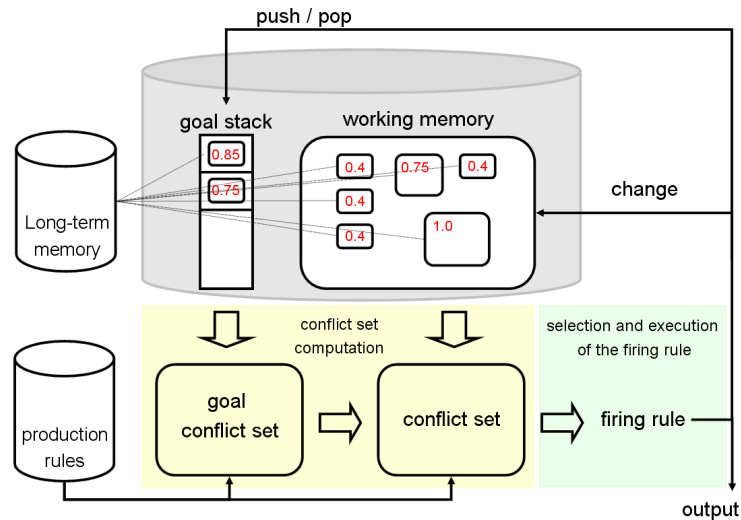 push / pop
goal stack
working memory
0.85
0.4
0.75
0.4
0.75
0.4
0.4
1.0
change
Long-term
memory
conflict set
computation
selection and execution
of the firing rule
goal
conflict set
conflict set
firing rule
production
rules
output